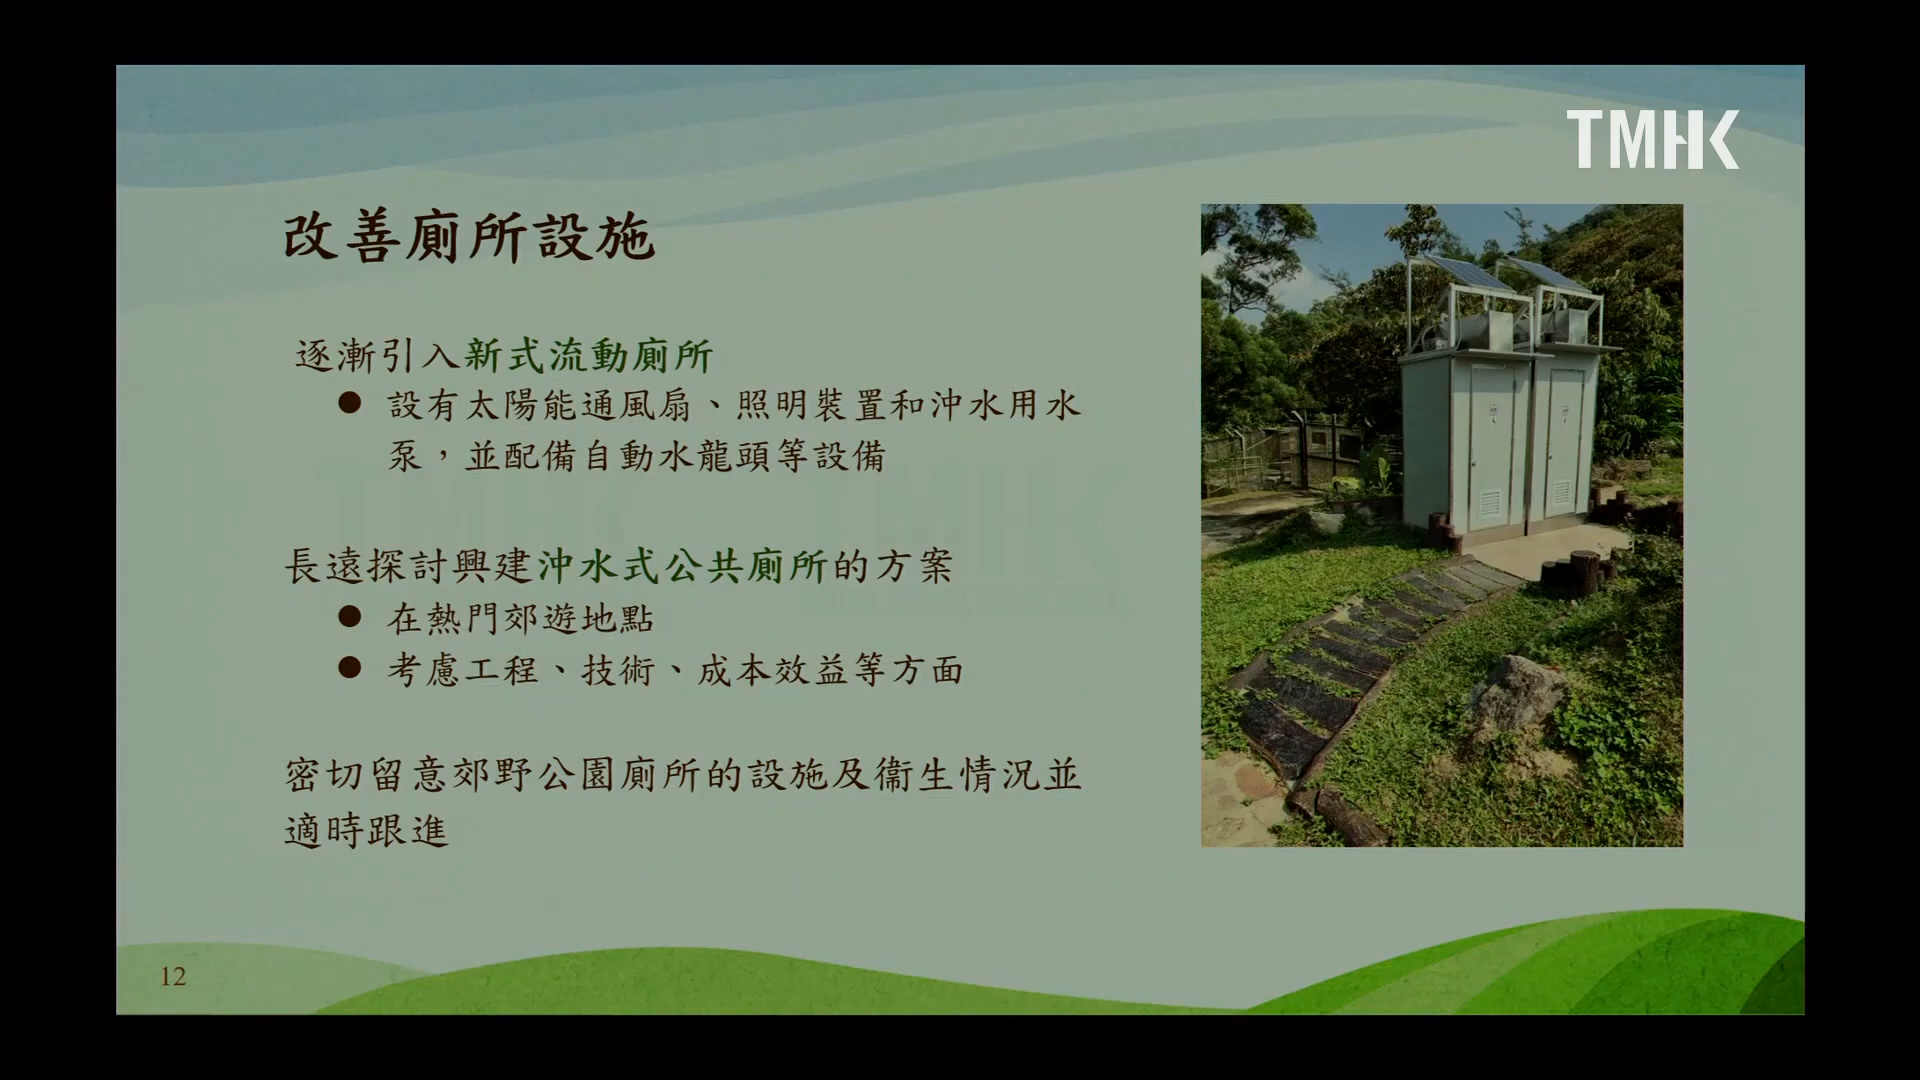 TMHK
改善廁所設施
逐漸引入新式流動廁所
● 設有太陽能通風扇、照明裝置和沖水用水
泵，並配備自動水龍頭等設備
長遠探討興建沖水式公共廁所的方案
● 在熱門郊遊地點
● 考慮工程、技術、成本效益等方面
密切留意郊野公園廁所的設施及衞生情況並
適時跟進
12